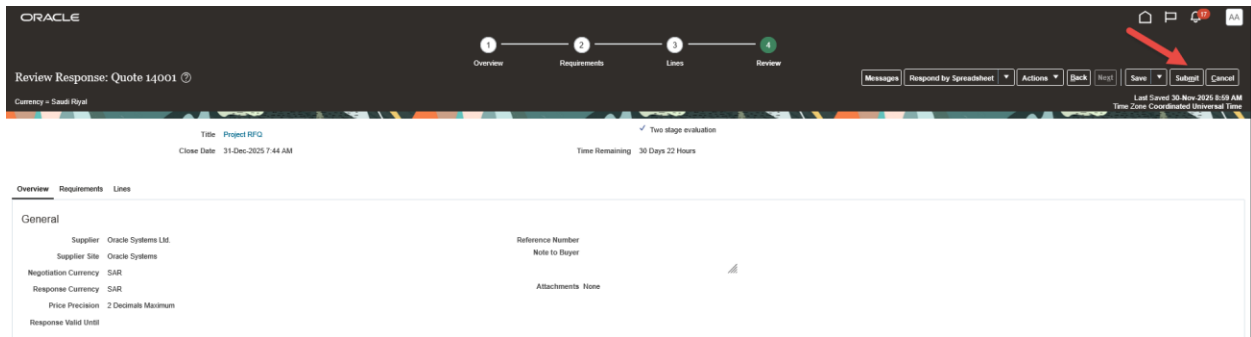 ORACLE
17
AA
1 2 3 4
Overview Requirements Lines Review
Review Response: Quote 14001 ?
Messages Respond by Spreadsheet Actions Back Next Save Submit Cancel
Currency = Saudi Riyal
Last Saved 30-Nov-2025 8:59 AM
Time Zone Coordinated Universal Time
Title Project RFQ
Two stage evaluation
Close Date 31-Dec-2025 7:44 AM
Time Remaining 30 Days 22 Hours
Overview Requirements Lines
General
Supplier Oracle Systems Ltd.
Supplier Site Oracle Systems
Negotiation Currency SAR
Response Currency SAR
Price Precision 2 Decimals Maximum
Response Valid Until
Reference Number
Note to Buyer
Attachments None